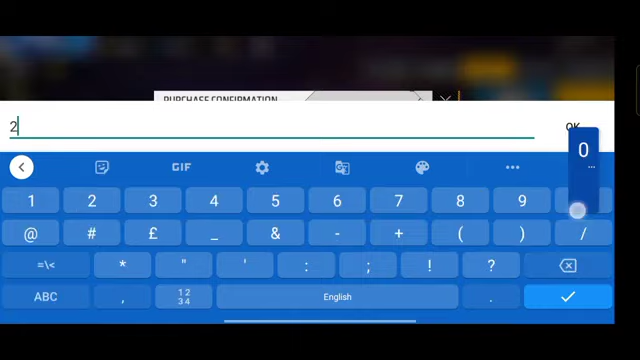 PURCHASE CONFIRMATION
2
OK
0
...
GIF
...
1 2 3 4 5 6 7 8 9
@ # £ _ & - + ( ) /
=\< * " ' : ; ! ?
ABC , 1 2 3 4 English .